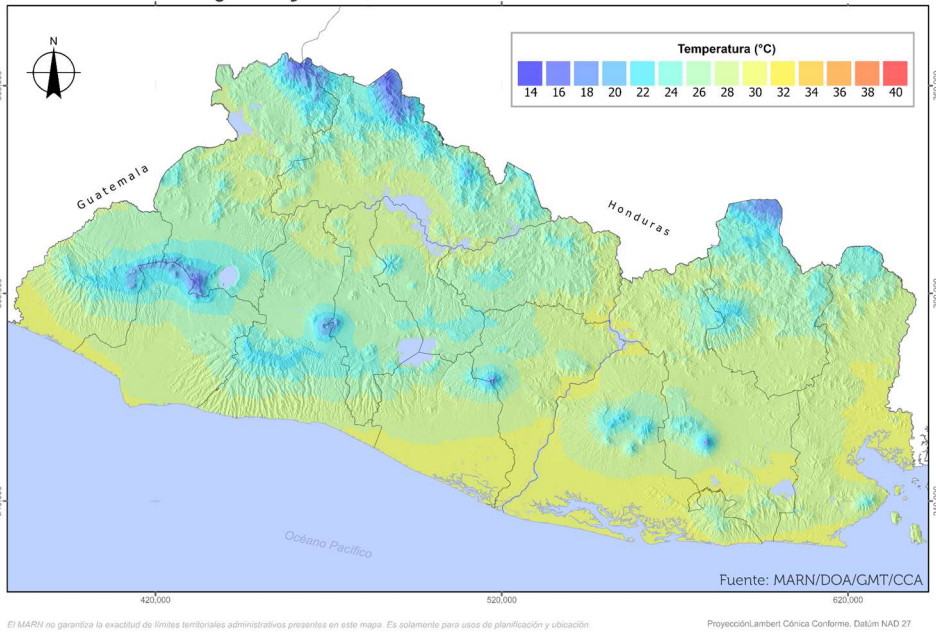 N
Temperatura (°C)
14 16 18 20 22 24 26 28 30 32 34 36 38 40
Guatemala
Honduras
Océano Pacífico
Fuente: MARN/DOA/GMT/CCA
420,000 520,000 620,000
El MARN no garantiza la exactitud de límites territoriales administrativos presentes en este mapa Es solamente para usos de planificación y ubicación.
ProyecciónLambert Cónica Conforme. Datúm NAD 27